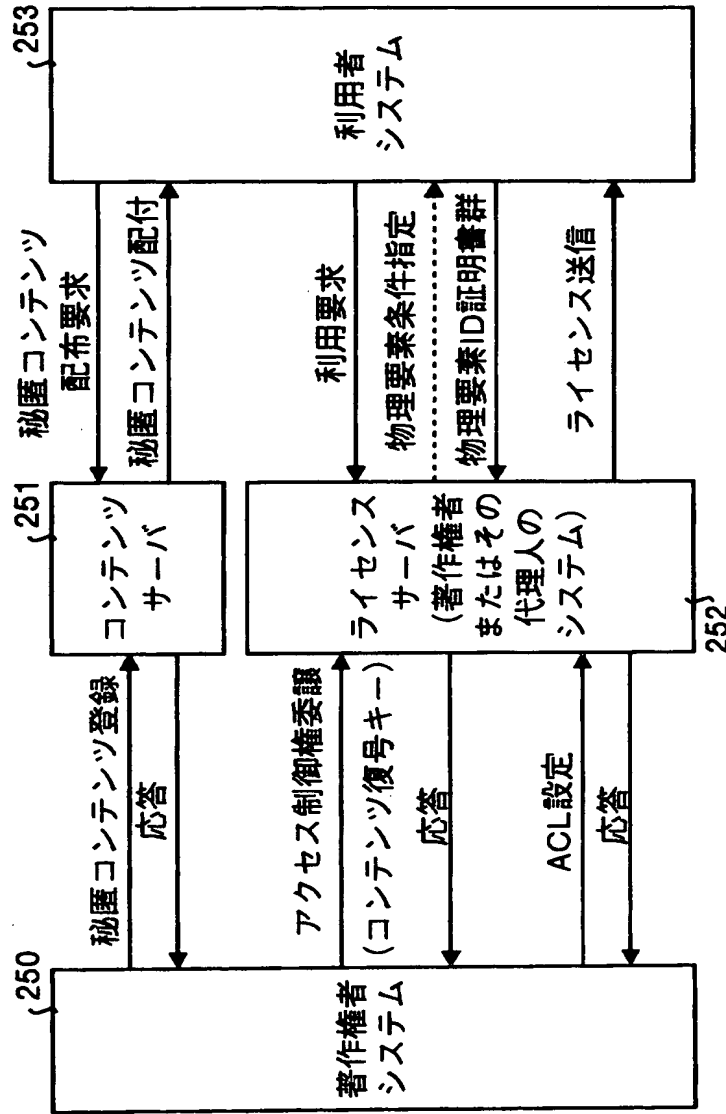 250
著作権者
システム
秘匿コンテンツ登録
応答
アクセス制御権委譲
(コンテンツ復号キー)
応答
ACL設定
応答
251
コンテンツ
サーバ
ライセンス
サーバ
(著作権者
またはその
代理人の
システム)
252
秘匿コンテンツ
配布要求
秘匿コンテンツ配付
利用要求
物理要素条件指定
物理要素ID証明書群
ライセンス送信
253
利用者
システム